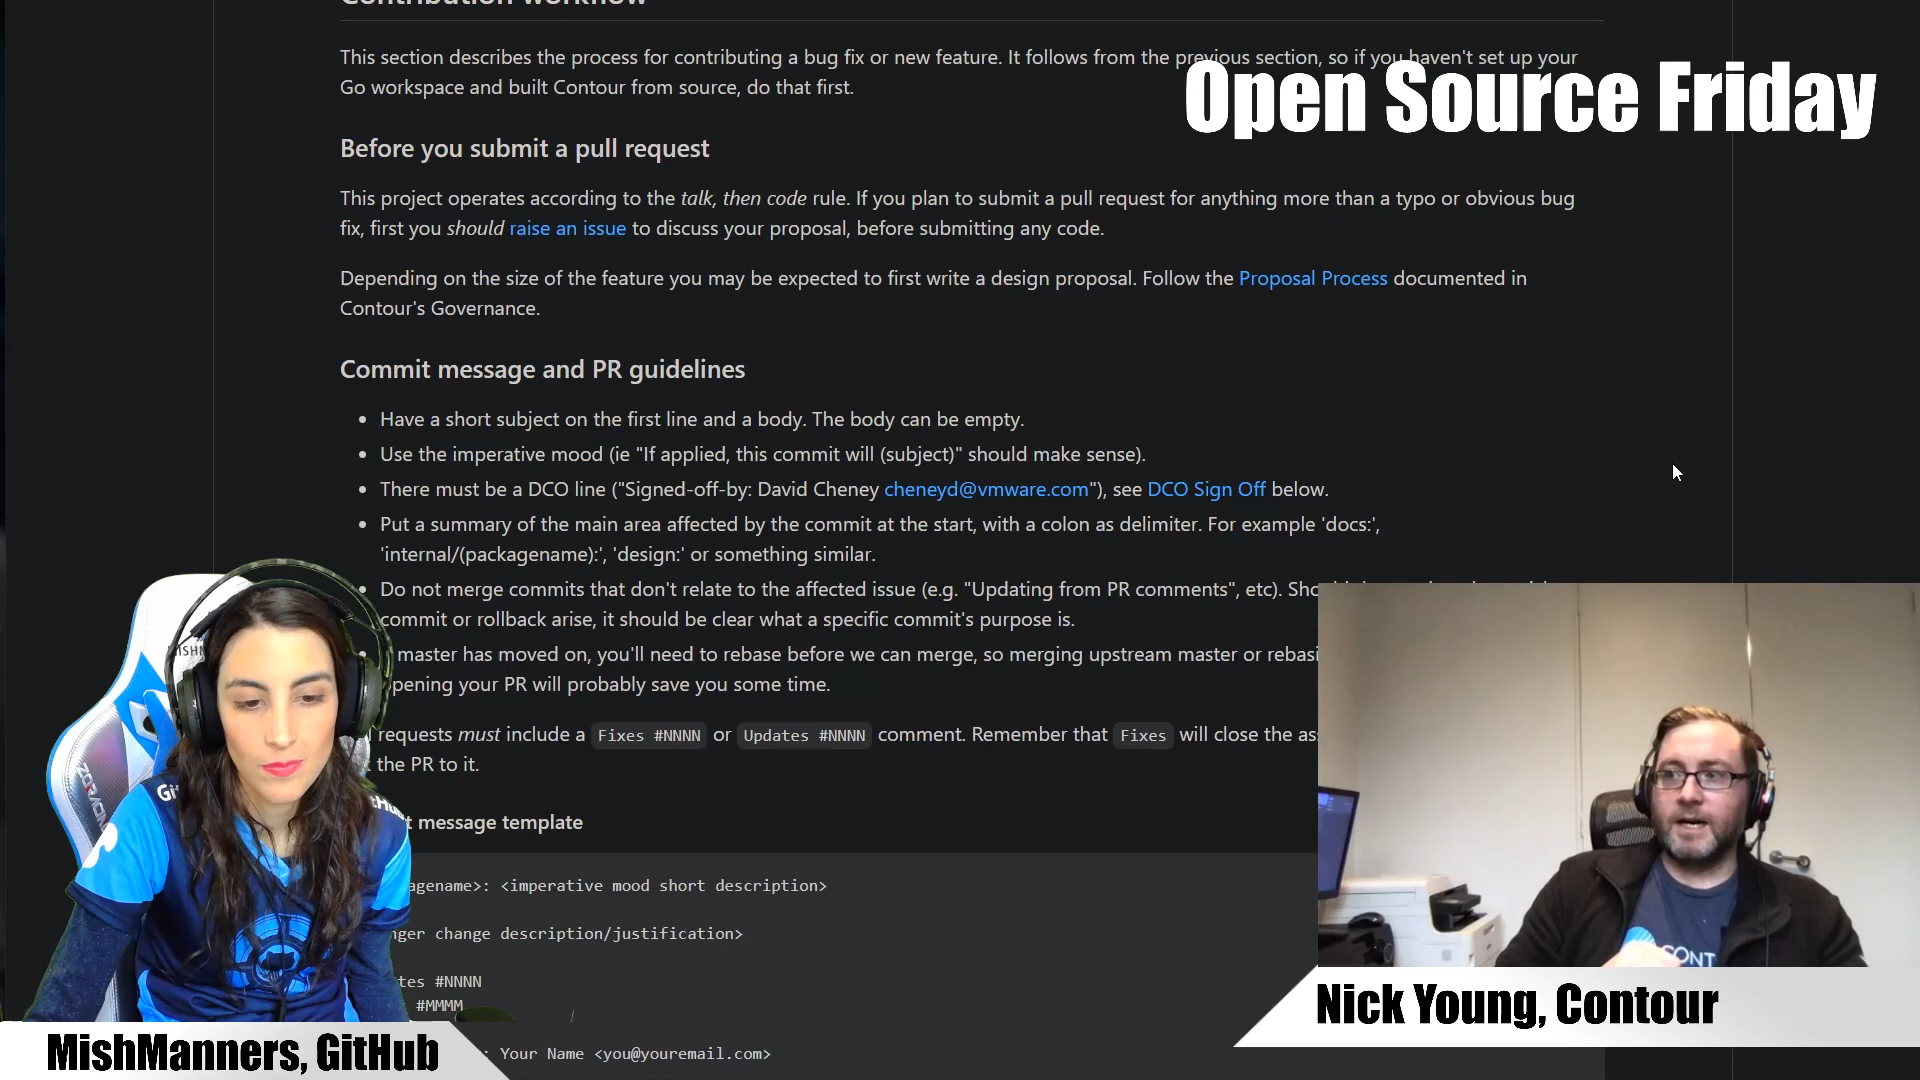 Contribution workflow
This section describes the process for contributing a bug fix or new feature. It follows from the previous section, so if you haven't set up your
Go workspace and built Contour from source, do that first.
Open Source Friday
Before you submit a pull request
This project operates according to the talk, then code rule. If you plan to submit a pull request for anything more than a typo or obvious bug
fix, first you should raise an issue to discuss your proposal, before submitting any code.
Depending on the size of the feature you may be expected to first write a design proposal. Follow the Proposal Process documented in
Contour's Governance.
Commit message and PR guidelines
• Have a short subject on the first line and a body. The body can be empty.
• Use the imperative mood (ie "If applied, this commit will (subject)" should make sense).
• There must be a DCO line ("Signed-off-by: David Cheney cheneyd@vmware.com"), see DCO Sign Off below.
• Put a summary of the main area affected by the commit at the start, with a colon as delimiter. For example 'docs:',
'internal/(packagename):', 'design:' or something similar.
• Do not merge commits that don't relate to the affected issue (e.g. "Updating from PR comments", etc).
commit or rollback arise, it should be clear what a specific commit's purpose is.
master has moved on, you'll need to rebase before we can merge, so merging upstream master or rebasi
pening your PR will probably save you some time.
requests must include a Fixes #NNNN or Updates #NNNN comment. Remember that Fixes will close the ass
the PR to it.
t message template
agename>: <imperative mood short description>
nger change description/justification>
tes #NNNN
#MMMM
: Your Name <you@youremail.com>
GitHub
ZQRACING
CONT
Nick Young, Contour
MishManners, GitHub